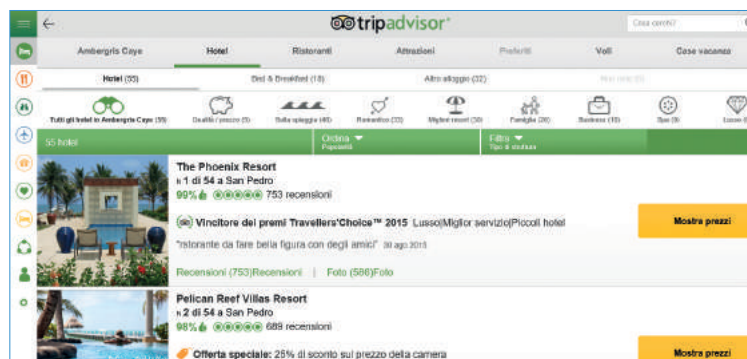 tripadvisor
Cosa cerchi?
Ambergris Caye Hotel Ristoranti Attrazioni Preferiti Voli Case vacanza
Hotel (55) Bed & Breakfast (18) Altro alloggio (32)
Tutti gli hotel in Ambergris Caye (55) Qualità / prezzo (5) Sulla spiaggia (46) Romantico (33) Miglior resort (30) Famiglia (26) Business (10) Spa (9) Lusso
55 hotel Ordina Filtra
Popolarità Tipo di struttura
The Phoenix Resort
n 1 di 54 a San Pedro
99% 753 recensioni
Vincitore dei premi Travellers'Choice™ 2015 Lusso|Miglior servizio|Piccoli hotel
Mostra prezzi
"ristorante da fare bella figura con degli amici" 30 ago 2015
Recensioni (753)Recensioni | Foto (586)Foto
Pelican Reef Villas Resort
n 2 di 54 a San Pedro
98% 689 recensioni
Offerta speciale: 25% di sconto sul prezzo della camera
Mostra prezzi